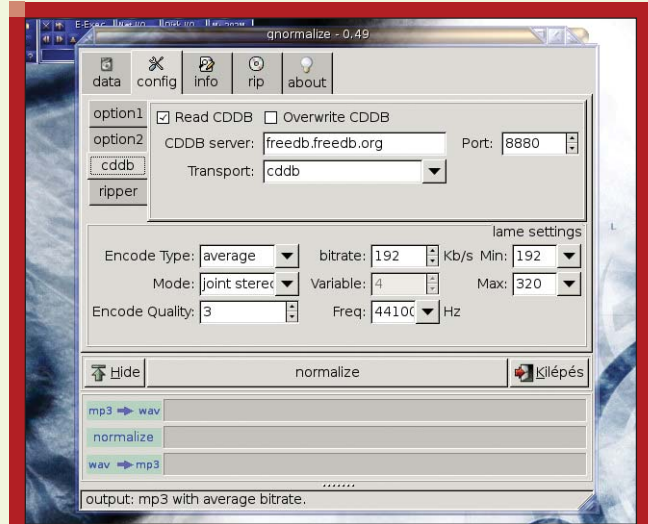 gnormalize - 0.49
data config info rip about
option1
option2
cddb
ripper
Read CDDB Overwrite CDDB
CDDB server: freedb.freedb.org Port: 8880
Transport: cddb
lame settings
Encode Type: average bitrate: 192 Kb/s Min: 192
Mode: joint stereo Variable: 4 Max: 320
Encode Quality: 3 Freq: 44100 Hz
Hide normalize Kilépés
mp3 wav
normalize
wav mp3
output: mp3 with average bitrate.